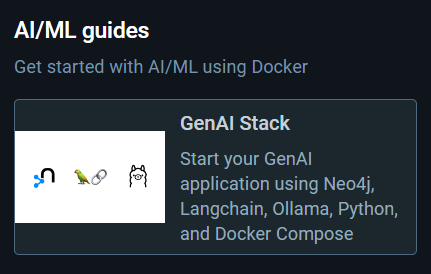 AI/ML guides
Get started with AI/ML using Docker
GenAI Stack
Start your GenAI
application using Neo4j,
Langchain, Ollama, Python,
and Docker Compose